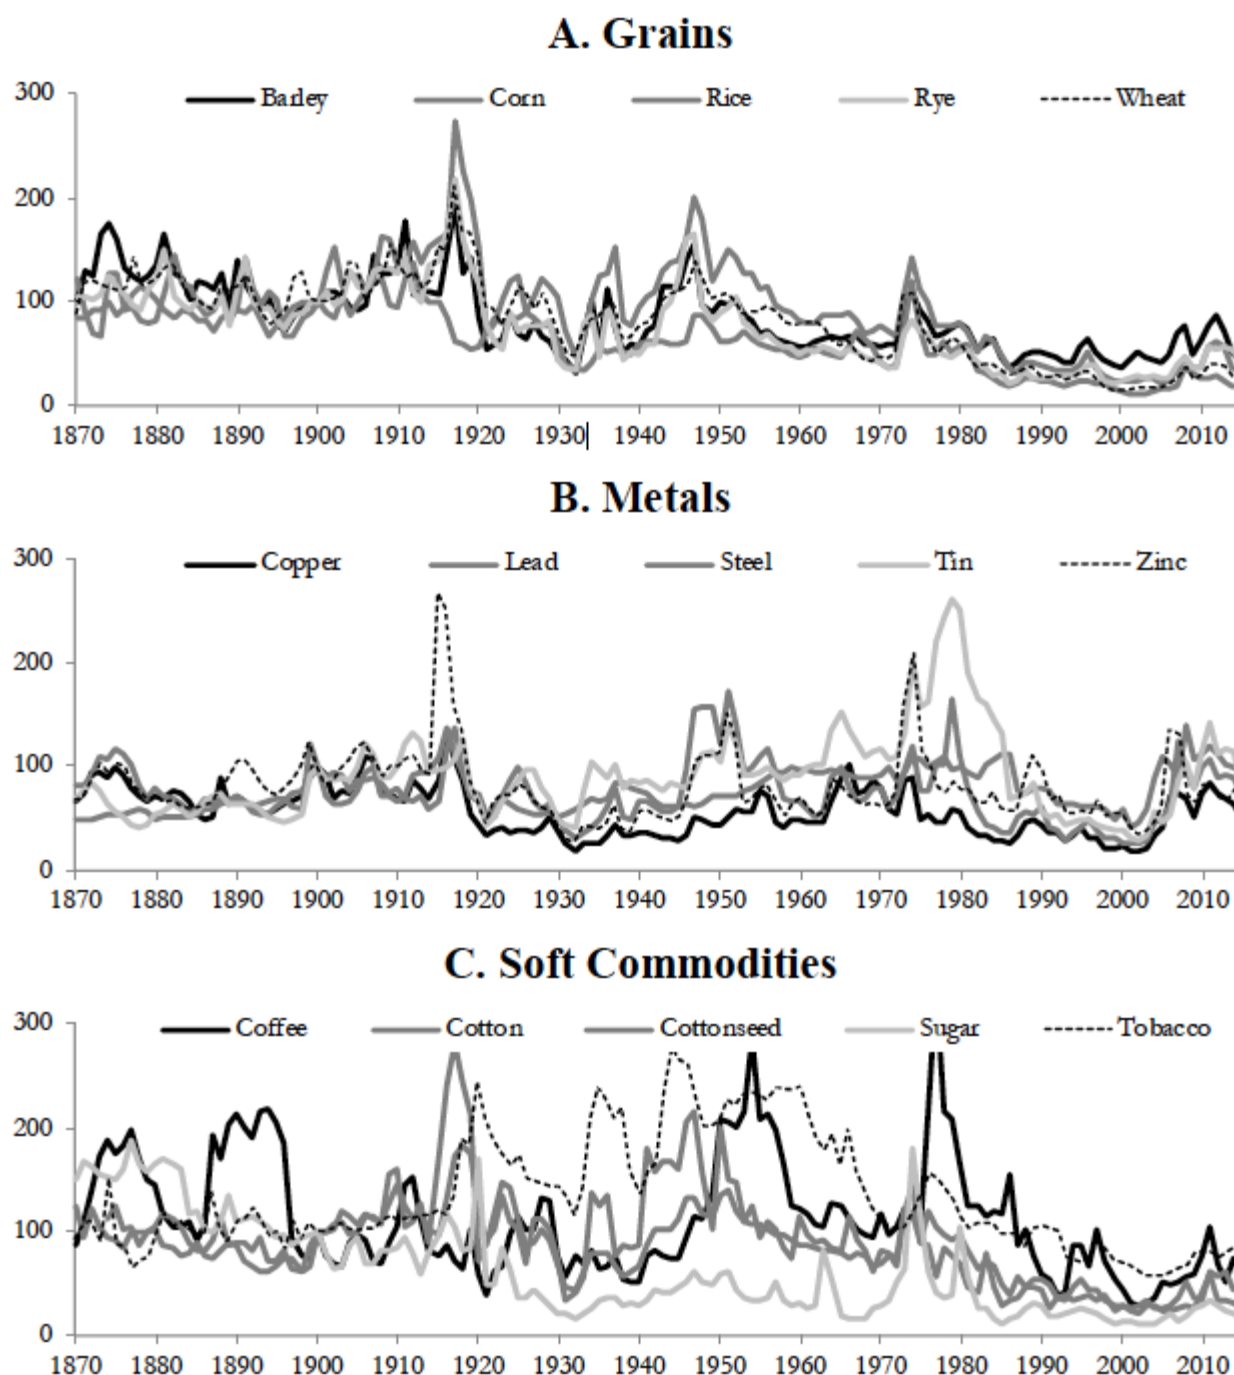 A. Grains
300 Barley Corn Rice Rye Wheat
200
100
0
1870 1880 1890 1900 1910 1920 1930 1940 1950 1960 1970 1980 1990 2000 2010
B. Metals
300 Copper Lead Steel Tin Zinc
200
100
0
1870 1880 1890 1900 1910 1920 1930 1940 1950 1960 1970 1980 1990 2000 2010
C. Soft Commodities
300 Coffee Cotton Cottonseed Sugar Tobacco
200
100
0
1870 1880 1890 1900 1910 1920 1930 1940 1950 1960 1970 1980 1990 2000 2010